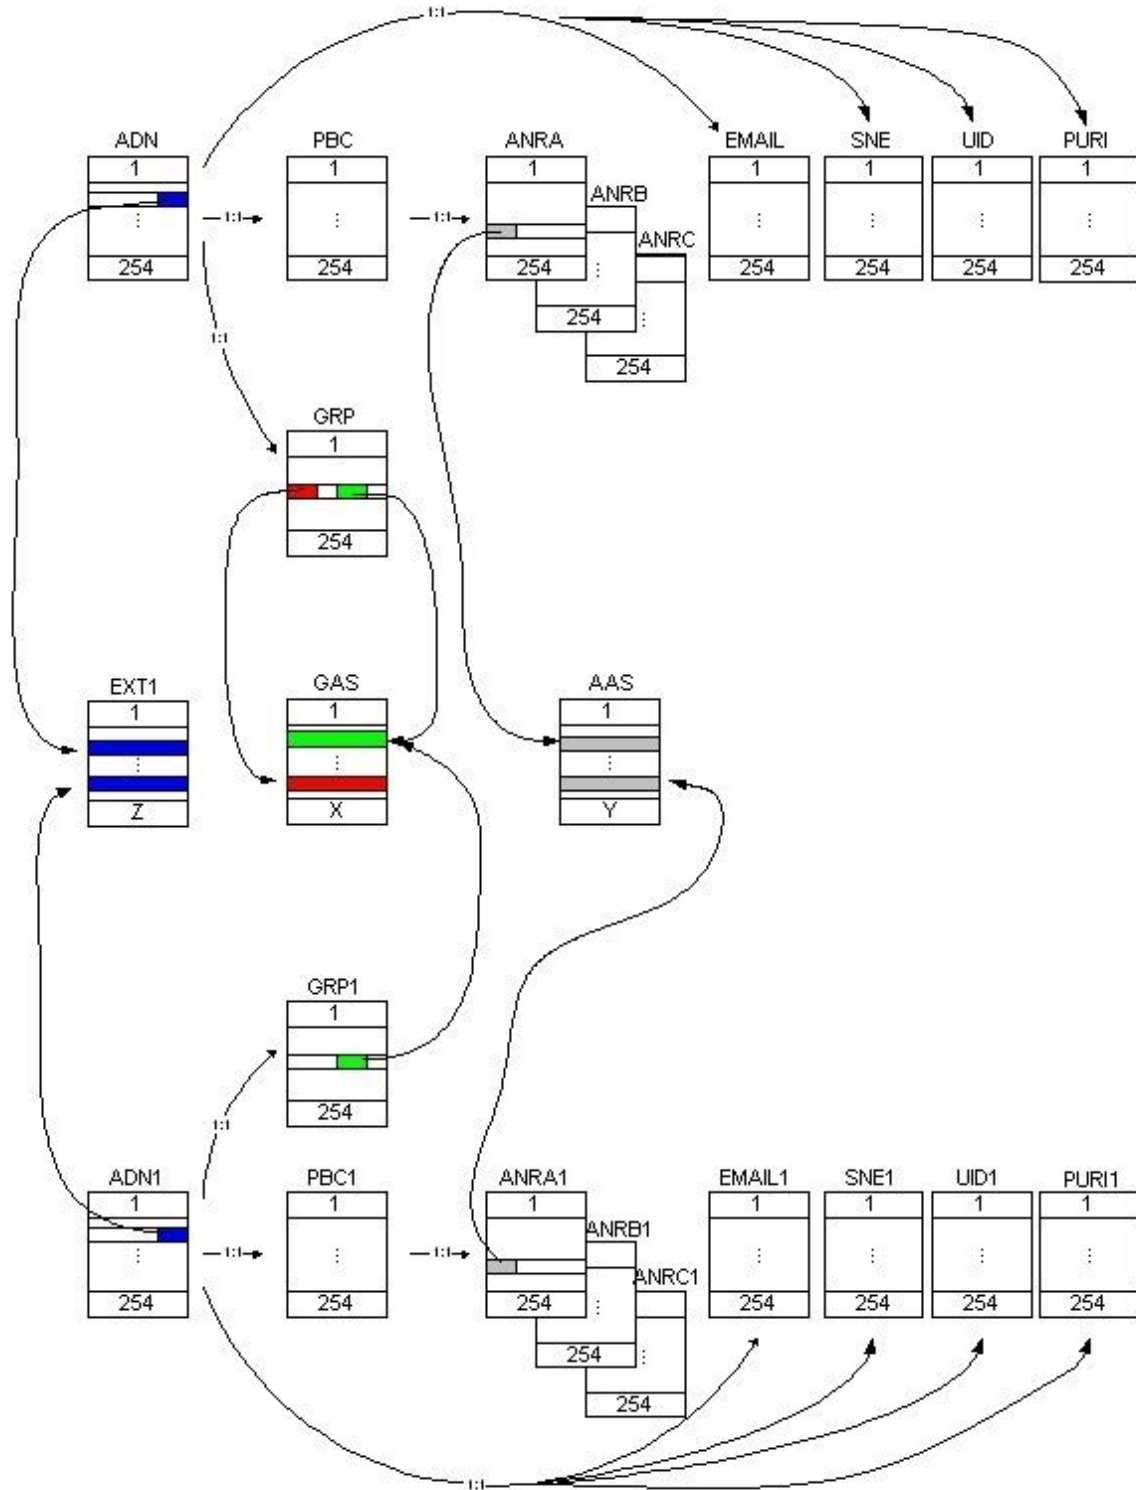 1:1
ADN PBC ANRA EMAIL SNE UID PURI
1 1 1 1 1 1 1
ANRB
1:1 1:1
⋮ ⋮ ⋮ ⋮ ⋮ ⋮
ANRC
254 254 254 254 254 254 254
⋮
254
⋮
254
1:1
GRP
1
254
EXT1 GAS AAS
1 1 1
⋮ ⋮ ⋮
Z X Y
GRP1
1
254
1:1
ADN1 PBC1 ANRA1 EMAIL1 SNE1 UID1 PURI1
1 1 1 1 1 1 1
ANRB1
1:1 1:1
⋮ ⋮ ⋮ ⋮ ⋮ ⋮
ANRC1
254 254 254 254 254 254 254
⋮
254
⋮
254
1:1